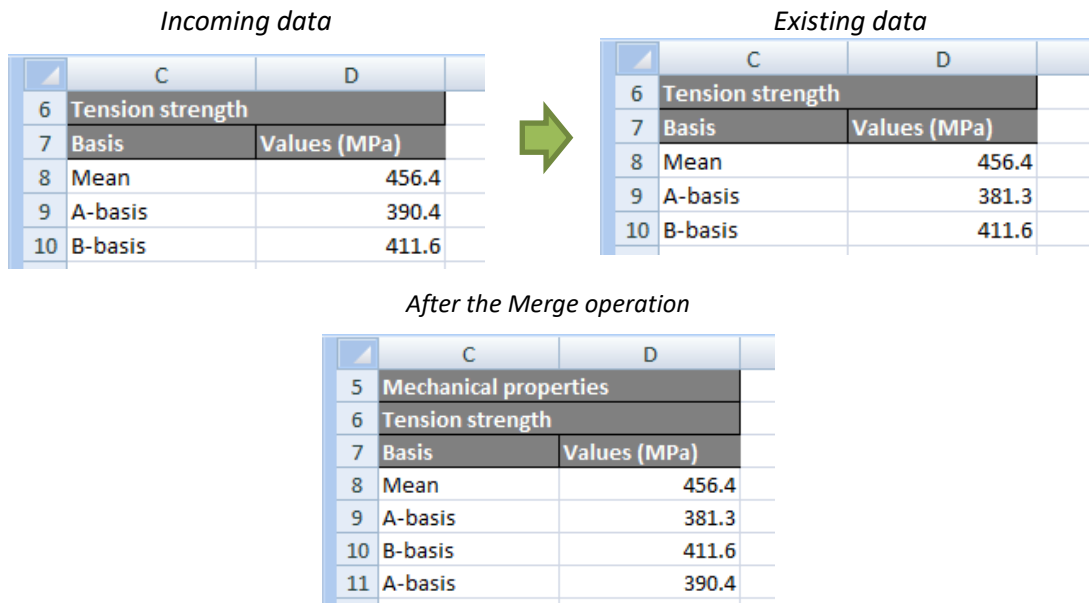 Incoming data
C D
6 Tension strength
7 Basis Values (MPa)
8 Mean 456.4
9 A-basis 390.4
10 B-basis 411.6
Existing data
C D
6 Tension strength
7 Basis Values (MPa)
8 Mean 456.4
9 A-basis 381.3
10 B-basis 411.6
After the Merge operation
C D
5 Mechanical properties
6 Tension strength
7 Basis Values (MPa)
8 Mean 456.4
9 A-basis 381.3
10 B-basis 411.6
11 A-basis 390.4